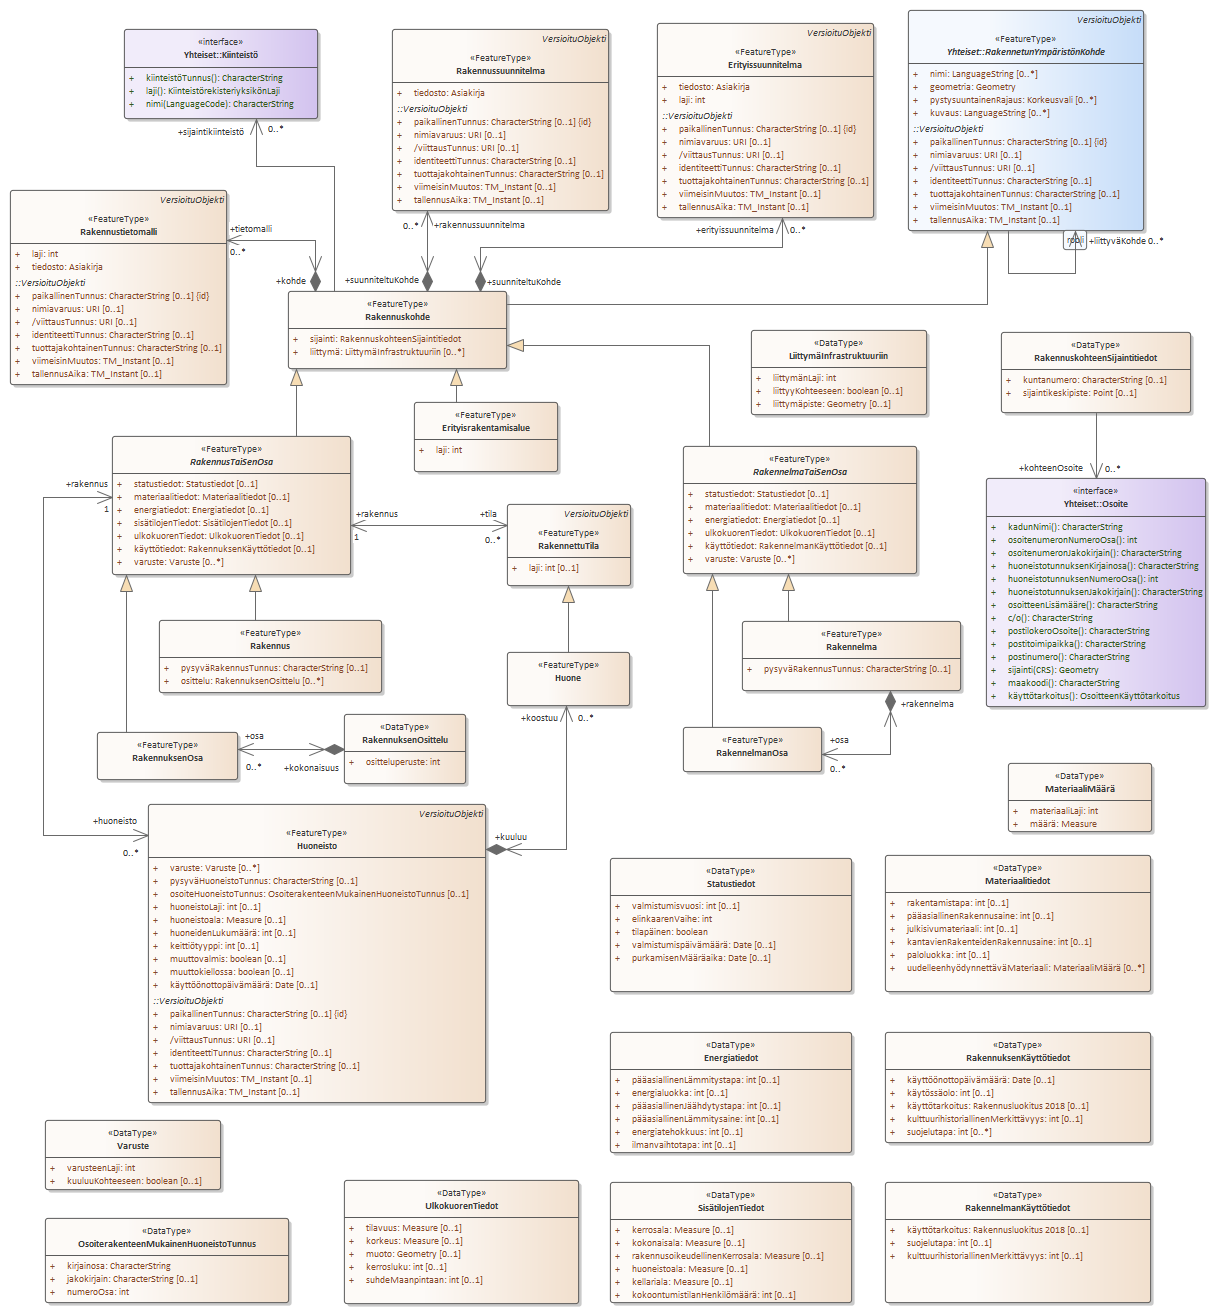 «interface»
Yhteiset::Kiinteistö
+ kiinteistöTunnus(): CharacterString
+ laji(): KiinteistörekisteriyksikönLaji
+ nimi(LanguageCode): CharacterString
+sijaintikiinteistö 0..*
VersioituObjekti
«FeatureType»
Rakennussuunnitelma
+ tiedosto: Asiakirja
::VersioituObjekti
+ paikallinenTunnus: CharacterString [0..1] {id}
+ nimiavaruus: URI [0..1]
+ /viittausTunnus: URI [0..1]
+ identiteettiTunnus: CharacterString [0..1]
+ tuottajakohtainenTunnus: CharacterString [0..1]
+ viimeisinMuutos: TM_Instant [0..1]
+ tallennusAika: TM_Instant [0..1]
0..* +rakennussuunnitelma
VersioituObjekti
«FeatureType»
Erityissuunnitelma
+ tiedosto: Asiakirja
+ laji: int
::VersioituObjekti
+ paikallinenTunnus: CharacterString [0..1] {id}
+ nimiavaruus: URI [0..1]
+ /viittausTunnus: URI [0..1]
+ identiteettiTunnus: CharacterString [0..1]
+ tuottajakohtainenTunnus: CharacterString [0..1]
+ viimeisinMuutos: TM_Instant [0..1]
+ tallennusAika: TM_Instant [0..1]
+erityissuunnitelma 0..*
VersioituObjekti
«FeatureType»
Yhteiset::RakennetunYmpäristönKohde
+ nimi: LanguageString [0..*]
+ geometria: Geometry
+ pystysuuntainenRajaus: Korkeusvali [0..*]
+ kuvaus: LanguageString [0..*]
::VersioituObjekti
+ paikallinenTunnus: CharacterString [0..1] {id}
+ nimiavaruus: URI [0..1]
+ /viittausTunnus: URI [0..1]
+ identiteettiTunnus: CharacterString [0..1]
+ tuottajakohtainenTunnus: CharacterString [0..1]
+ viimeisinMuutos: TM_Instant [0..1]
+ tallennusAika: TM_Instant [0..1]
+liittyväKohde 0..*
VersioituObjekti
«FeatureType»
Rakennustietomalli
+ laji: int
+ tiedosto: Asiakirja
::VersioituObjekti
+ paikallinenTunnus: CharacterString [0..1] {id}
+ nimiavaruus: URI [0..1]
+ /viittausTunnus: URI [0..1]
+ identiteettiTunnus: CharacterString [0..1]
+ tuottajakohtainenTunnus: CharacterString [0..1]
+ viimeisinMuutos: TM_Instant [0..1]
+ tallennusAika: TM_Instant [0..1]
+tietomalli
0..*
+kohde
+suunniteltuKohde
+suunniteltuKohde
«FeatureType»
Rakennuskohde
+ sijainti: RakennuskohteenSijaintitiedot
+ liittymä: LiittymäInfrastruktuuriin [0..*]
«DataType»
LiittymäInfrastruktuuriin
+ liittymänLaji: int
+ liittyyKohteeseen: boolean [0..1]
+ liittymäpiste: Geometry [0..1]
«DataType»
RakennuskohteenSijaintitiedot
+ kuntanumero: CharacterString [0..1]
+ sijaintikeskipiste: Point [0..1]
+kohteenOsoite 0..*
«FeatureType»
Erityisrakentamisalue
+ laji: int
«FeatureType»
RakennusTaiSenOsa
+ statustiedot: Statustiedot [0..1]
+ materiaalitiedot: Materiaalitiedot [0..1]
+ energiatiedot: Energiatiedot [0..1]
+ sisätilojenTiedot: SisätilojenTiedot [0..1]
+ ulkokuorenTiedot: UlkokuorenTiedot [0..1]
+ käyttötiedot: RakennuksenKäyttötiedot [0..1]
+ varuste: Varuste [0..*]
+rakennus
1
+rakennus
1
+tila
0..*
VersioituObjekti
«FeatureType»
RakennettuTila
+ laji: int [0..1]
«FeatureType»
RakennelmaTaiSenOsa
+ statustiedot: Statustiedot [0..1]
+ materiaalitiedot: Materiaalitiedot [0..1]
+ energiatiedot: Energiatiedot [0..1]
+ ulkokuorenTiedot: UlkokuorenTiedot [0..1]
+ käyttötiedot: RakennelmanKäyttötiedot [0..1]
+ varuste: Varuste [0..*]
«interface»
Yhteiset::Osoite
+ kadunNimi(): CharacterString
+ osoitenumeronNumeroOsa(): int
+ osoitenumeronJakokirjain(): CharacterString
+ huoneistotunnuksenKirjainosa(): CharacterString
+ huoneistotunnuksenNumeroOsa(): int
+ huoneistotunnuksenJakokirjain(): CharacterString
+ osoitteenLisämääre(): CharacterString
+ c/o(): CharacterString
+ postilokeroOsoite(): CharacterString
+ postitoimipaikka(): CharacterString
+ postinumero(): CharacterString
+ sijainti(CRS): Geometry
+ maakoodi(): CharacterString
+ käyttötarkoitus(): OsoitteenKäyttötarkoitus
«FeatureType»
Rakennus
+ pysyväRakennusTunnus: CharacterString [0..1]
+ osittelu: RakennuksenOsittelu [0..*]
«FeatureType»
Huone
+koostuu 0..*
«FeatureType»
Rakennelma
+ pysyväRakennusTunnus: CharacterString [0..1]
+rakennelma
«FeatureType»
RakennuksenOsa
+osa
0..*
+kokonaisuus
«DataType»
RakennuksenOsittelu
+ ositteluperuste: int
«FeatureType»
RakennelmanOsa
+osa
0..*
«DataType»
MateriaaliMäärä
+ materiaaliLaji: int
+ määrä: Measure
+huoneisto
0..*
+kuuluu
VersioituObjekti
«FeatureType»
Huoneisto
+ varuste: Varuste [0..*]
+ pysyväHuoneistoTunnus: CharacterString [0..1]
+ osoiteHuoneistoTunnus: OsoiterakenteenMukainenHuoneistoTunnus [0..1]
+ huoneistoLaji: int [0..1]
+ huoneistoala: Measure [0..1]
+ huoneidenLukumäärä: int [0..1]
+ keittiötyyppi: int [0..1]
+ muuttovalmis: boolean [0..1]
+ muuttokiellossa: boolean [0..1]
+ käyttöönottopäivämäärä: Date [0..1]
::VersioituObjekti
+ paikallinenTunnus: CharacterString [0..1] {id}
+ nimiavaruus: URI [0..1]
+ /viittausTunnus: URI [0..1]
+ identiteettiTunnus: CharacterString [0..1]
+ tuottajakohtainenTunnus: CharacterString [0..1]
+ viimeisinMuutos: TM_Instant [0..1]
+ tallennusAika: TM_Instant [0..1]
«DataType»
Statustiedot
+ valmistumisvuosi: int [0..1]
+ elinkaarenVaihe: int
+ tilapäinen: boolean
+ valmistumispäivämäärä: Date [0..1]
+ purkamisenMääräaika: Date [0..1]
«DataType»
Materiaalitiedot
+ rakentamistapa: int [0..1]
+ pääasiallinenRakennusaine: int [0..1]
+ julkisivumateriaali: int [0..1]
+ kantavienRakenteidenRakennusaine: int [0..1]
+ paloluokka: int [0..1]
+ uudelleenhyödynnettäväMateriaali: MateriaaliMäärä [0..*]
«DataType»
Energiatiedot
+ pääasiallinenLämmitystapa: int [0..1]
+ energialuokka: int [0..1]
+ pääasiallinenJäähdytystapa: int [0..1]
+ pääasiallinenLämmitysaine: int [0..1]
+ energiatehokkuus: int [0..1]
+ ilmanvaihtotapa: int [0..1]
«DataType»
RakennuksenKäyttötiedot
+ käyttöönottopäivämäärä: Date [0..1]
+ käytössäolo: int [0..1]
+ käyttötarkoitus: Rakennusluokitus 2018 [0..1]
+ kulttuurihistoriallinenMerkittävyys: int [0..1]
+ suojelutapa: int [0..*]
«DataType»
Varuste
+ varusteenLaji: int
+ kuuluuKohteeseen: boolean [0..1]
«DataType»
OsoiterakenteenMukainenHuoneistoTunnus
+ kirjainosa: CharacterString
+ jakokirjain: CharacterString [0..1]
+ numeroOsa: int
«DataType»
UlkokuorenTiedot
+ tilavuus: Measure [0..1]
+ korkeus: Measure [0..1]
+ muoto: Geometry [0..1]
+ kerrosluku: int [0..1]
+ suhdeMaanpintaan: int [0..1]
«DataType»
SisätilojenTiedot
+ kerrosala: Measure [0..1]
+ kokonaisala: Measure [0..1]
+ rakennusoikeudellinenKerrosala: Measure [0..1]
+ huoneistoala: Measure [0..1]
+ kellariala: Measure [0..1]
+ kokoontumistilanHenkilömäärä: int [0..1]
«DataType»
RakennelmanKäyttötiedot
+ käyttötarkoitus: Rakennusluokitus 2018 [0..1]
+ suojelutapa: int [0..1]
+ kulttuurihistoriallinenMerkittävyys: int [0..1]